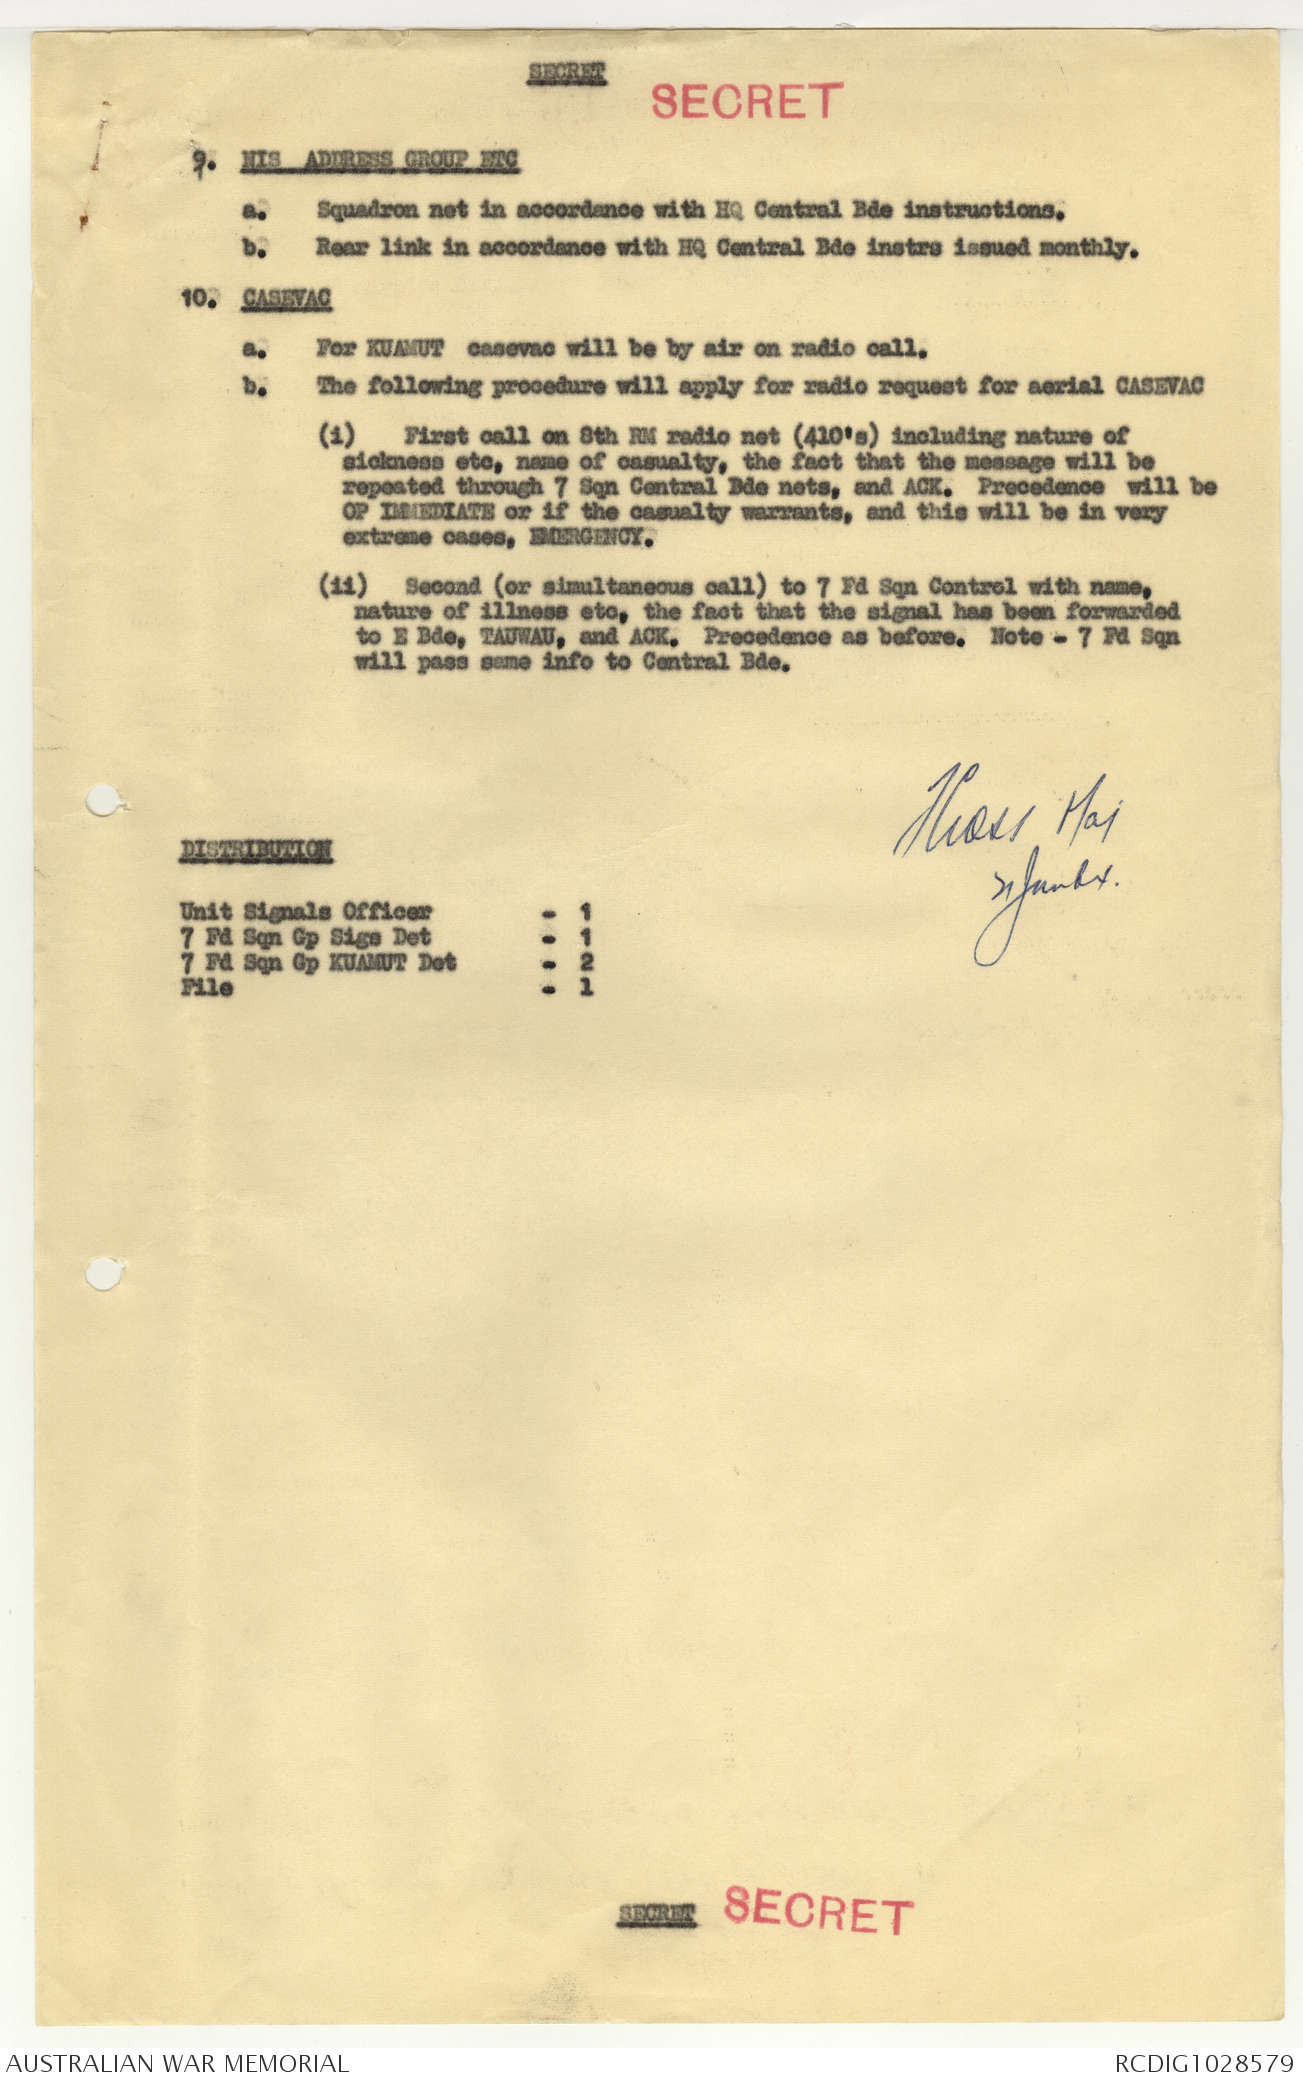 SECRET
SECRET
9. NIS ADDRESS GROUP ETC
a. Squadron net in accordance with HQ Central Bde instructions.
b. Rear link in accordance with HQ Central Bde instrs issued monthly.
10. CASEVAC
a. For KUAMUT casevac will be by air on radio call.
b. The following procedure will apply for radio request for aerial CASEVAC
(i) First call on 8th RM radio net (410's) including nature of
sickness etc, name of casualty, the fact that the message will be
repeated through 7 Sqn Central Bde nets, and ACK. Precedence will be
OP IMMEDIATE or if the casualty warrants, and this will be in very
extreme cases, EMERGENCY.
(ii) Second (or simultaneous call) to 7 Fd Sqn Control with name,
nature of illness etc, the fact that the signal has been forwarded
to E Bde, TAUWAU, and ACK. Precedence as before. Note - 7 Fd Sqn
will pass same info to Central Bde.
Maj
DISTRIBUTION
Unit Signals Officer - 1
7 Fd Sqn Gp Sigs Det - 1
7 Fd Sqn Gp KUAMUT Det - 2
File - 1
SECRET SECRET
AUSTRALIAN WAR MEMORIAL RCDIG1028579